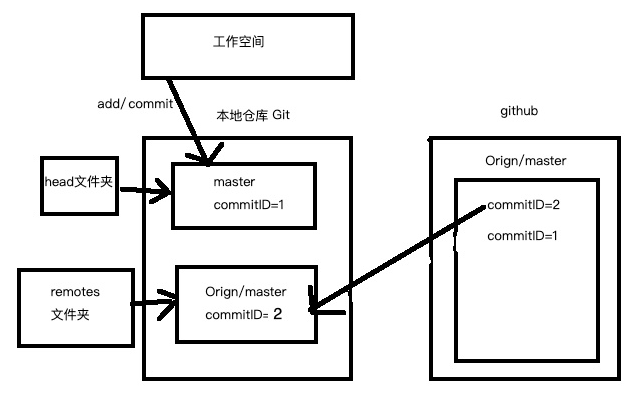 工作空间
add/ commit
本地仓库 Git
github
head文件夹
master
commitID=1
Orign/master
commitID=2
commitID=1
remotes
文件夹
Orign/master
commitID= 2